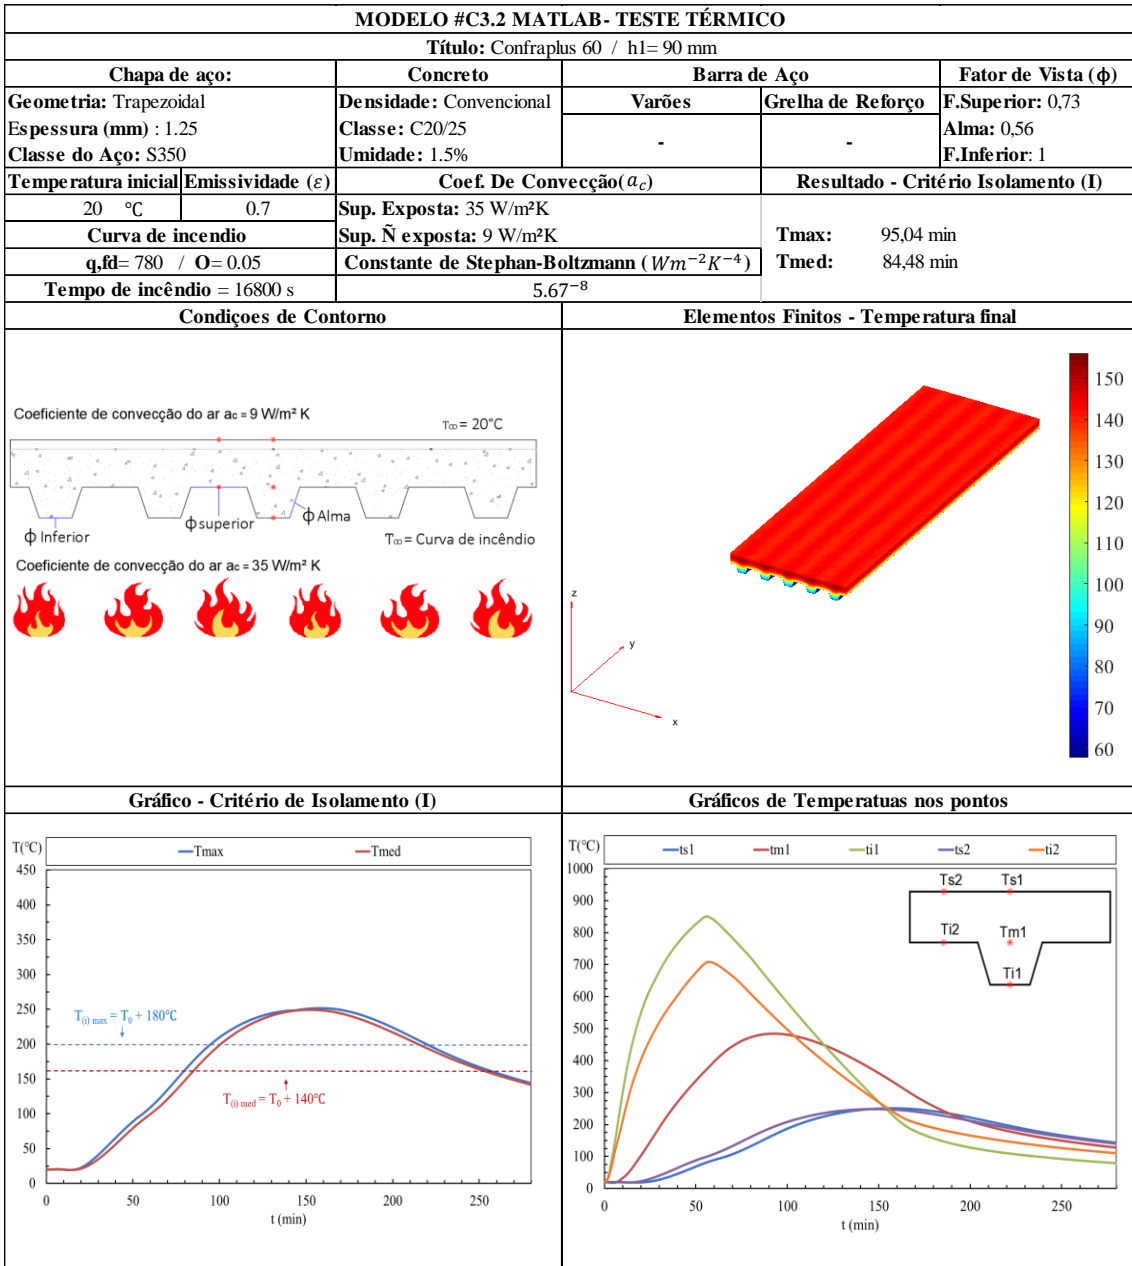 MODELO #C3.2 MATLAB- TESTE TÉRMICO
Título: Confraplus 60 / h1= 90 mm
Chapa de aço:
Concreto
Barra de Aço
Fator de Vista (ϕ)
Geometria: Trapezoidal
Espessura (mm) : 1.25
Classe do Aço: S350
Densidade: Convencional
Classe: C20/25
Umidade: 1.5%
Varões
Grelha de Reforço
-
-
F.Superior: 0,73
Alma: 0,56
F.Inferior: 1
Temperatura inicial
Emissividade (ε)
Coef. De Convecção(a_c)
Resultado - Critério Isolamento (I)
20 °C
0.7
Sup. Exposta: 35 W/m²K
Sup. Ñ exposta: 9 W/m²K
Curva de incendio
q,fd= 780 / O= 0.05
Constante de Stephan-Boltzmann (Wm⁻²K⁻⁴)
Tempo de incêndio = 16800 s
5.67⁻⁸
Tmax: 95,04 min
Tmed: 84,48 min
Condiçoes de Contorno
Elementos Finitos - Temperatura final
Coeficiente de convecção do ar ac = 9 W/m² K
T∞ = 20°C
ϕ Inferior
ϕ superior
ϕ Alma
T∞ = Curva de incêndio
Coeficiente de convecção do ar ac = 35 W/m² K
z
y
x
150
140
130
120
110
100
90
80
70
60
Gráfico - Critério de Isolamento (I)
Gráficos de Temperatuas nos pontos
T(°C)
Tmax
Tmed
450
400
350
300
250
200
150
100
50
0
T(i) max = T0 + 180°C
T(i) med = T0 + 140°C
0 50 100 150 200 250
t (min)
T(°C)
ts1
tm1
ti1
ts2
ti2
1000
900
800
700
600
500
400
300
200
100
0
Ts2
Ts1
Ti2
Tm1
Ti1
0 50 100 150 200 250
t (min)